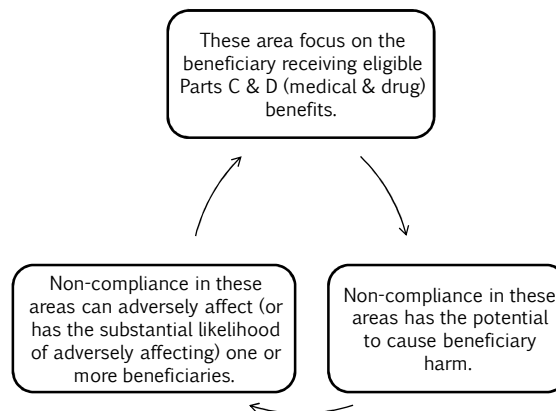 These area focus on the
beneficiary receiving eligible
Parts C & D (medical & drug)
benefits.
Non-compliance in these
areas can adversely affect (or
has the substantial likelihood
of adversely affecting) one or
more beneficiaries.
Non-compliance in these
areas has the potential
to cause beneficiary
harm.